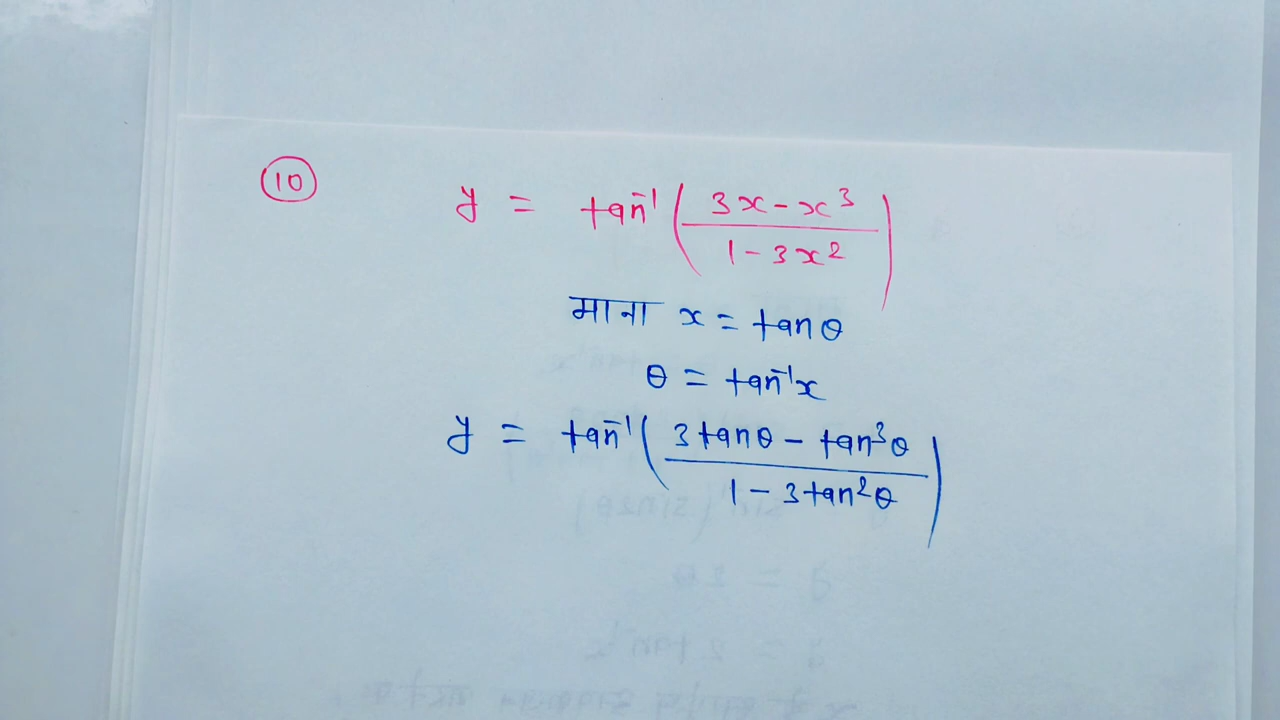 (10) y = tan⁻¹((3x - x³)/(1 - 3x²))
माना x = tanθ
θ = tan⁻¹x
y = tan⁻¹((3tanθ - tan³θ)/(1 - 3tan²θ))